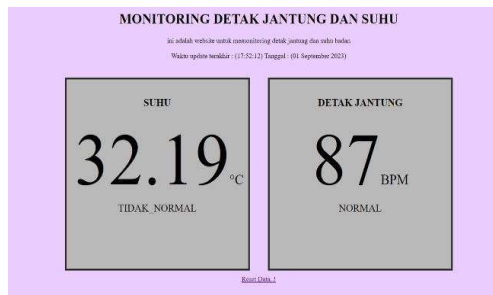 MONITORING DETAK JANTUNG DAN SUHU
ini adalah website untuk memonitoring detak jantung dan suhu badan
Waktu update terakhir : (17:52:12) Tanggal : (01 September 2023)
SUHU
32.19 °C
TIDAK_NORMAL
DETAK JANTUNG
87 BPM
NORMAL
Reset Data..!